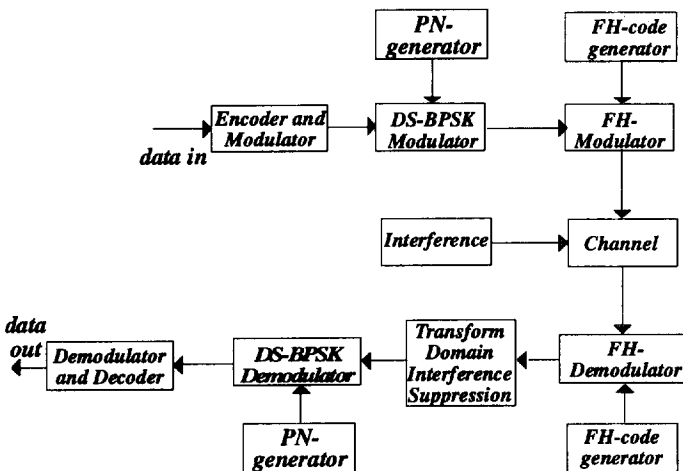 PN-
generator
FH-code
generator
Encoder and
Modulator
DS-BPSK
Modulator
FH-
Modulator
data in
Interference
Channel
data
out
Demodulator
and Decoder
DS-BPSK
Demodulator
Transform
Domain
Interference
Suppression
FH-
Demodulator
PN-
generator
FH-code
generator